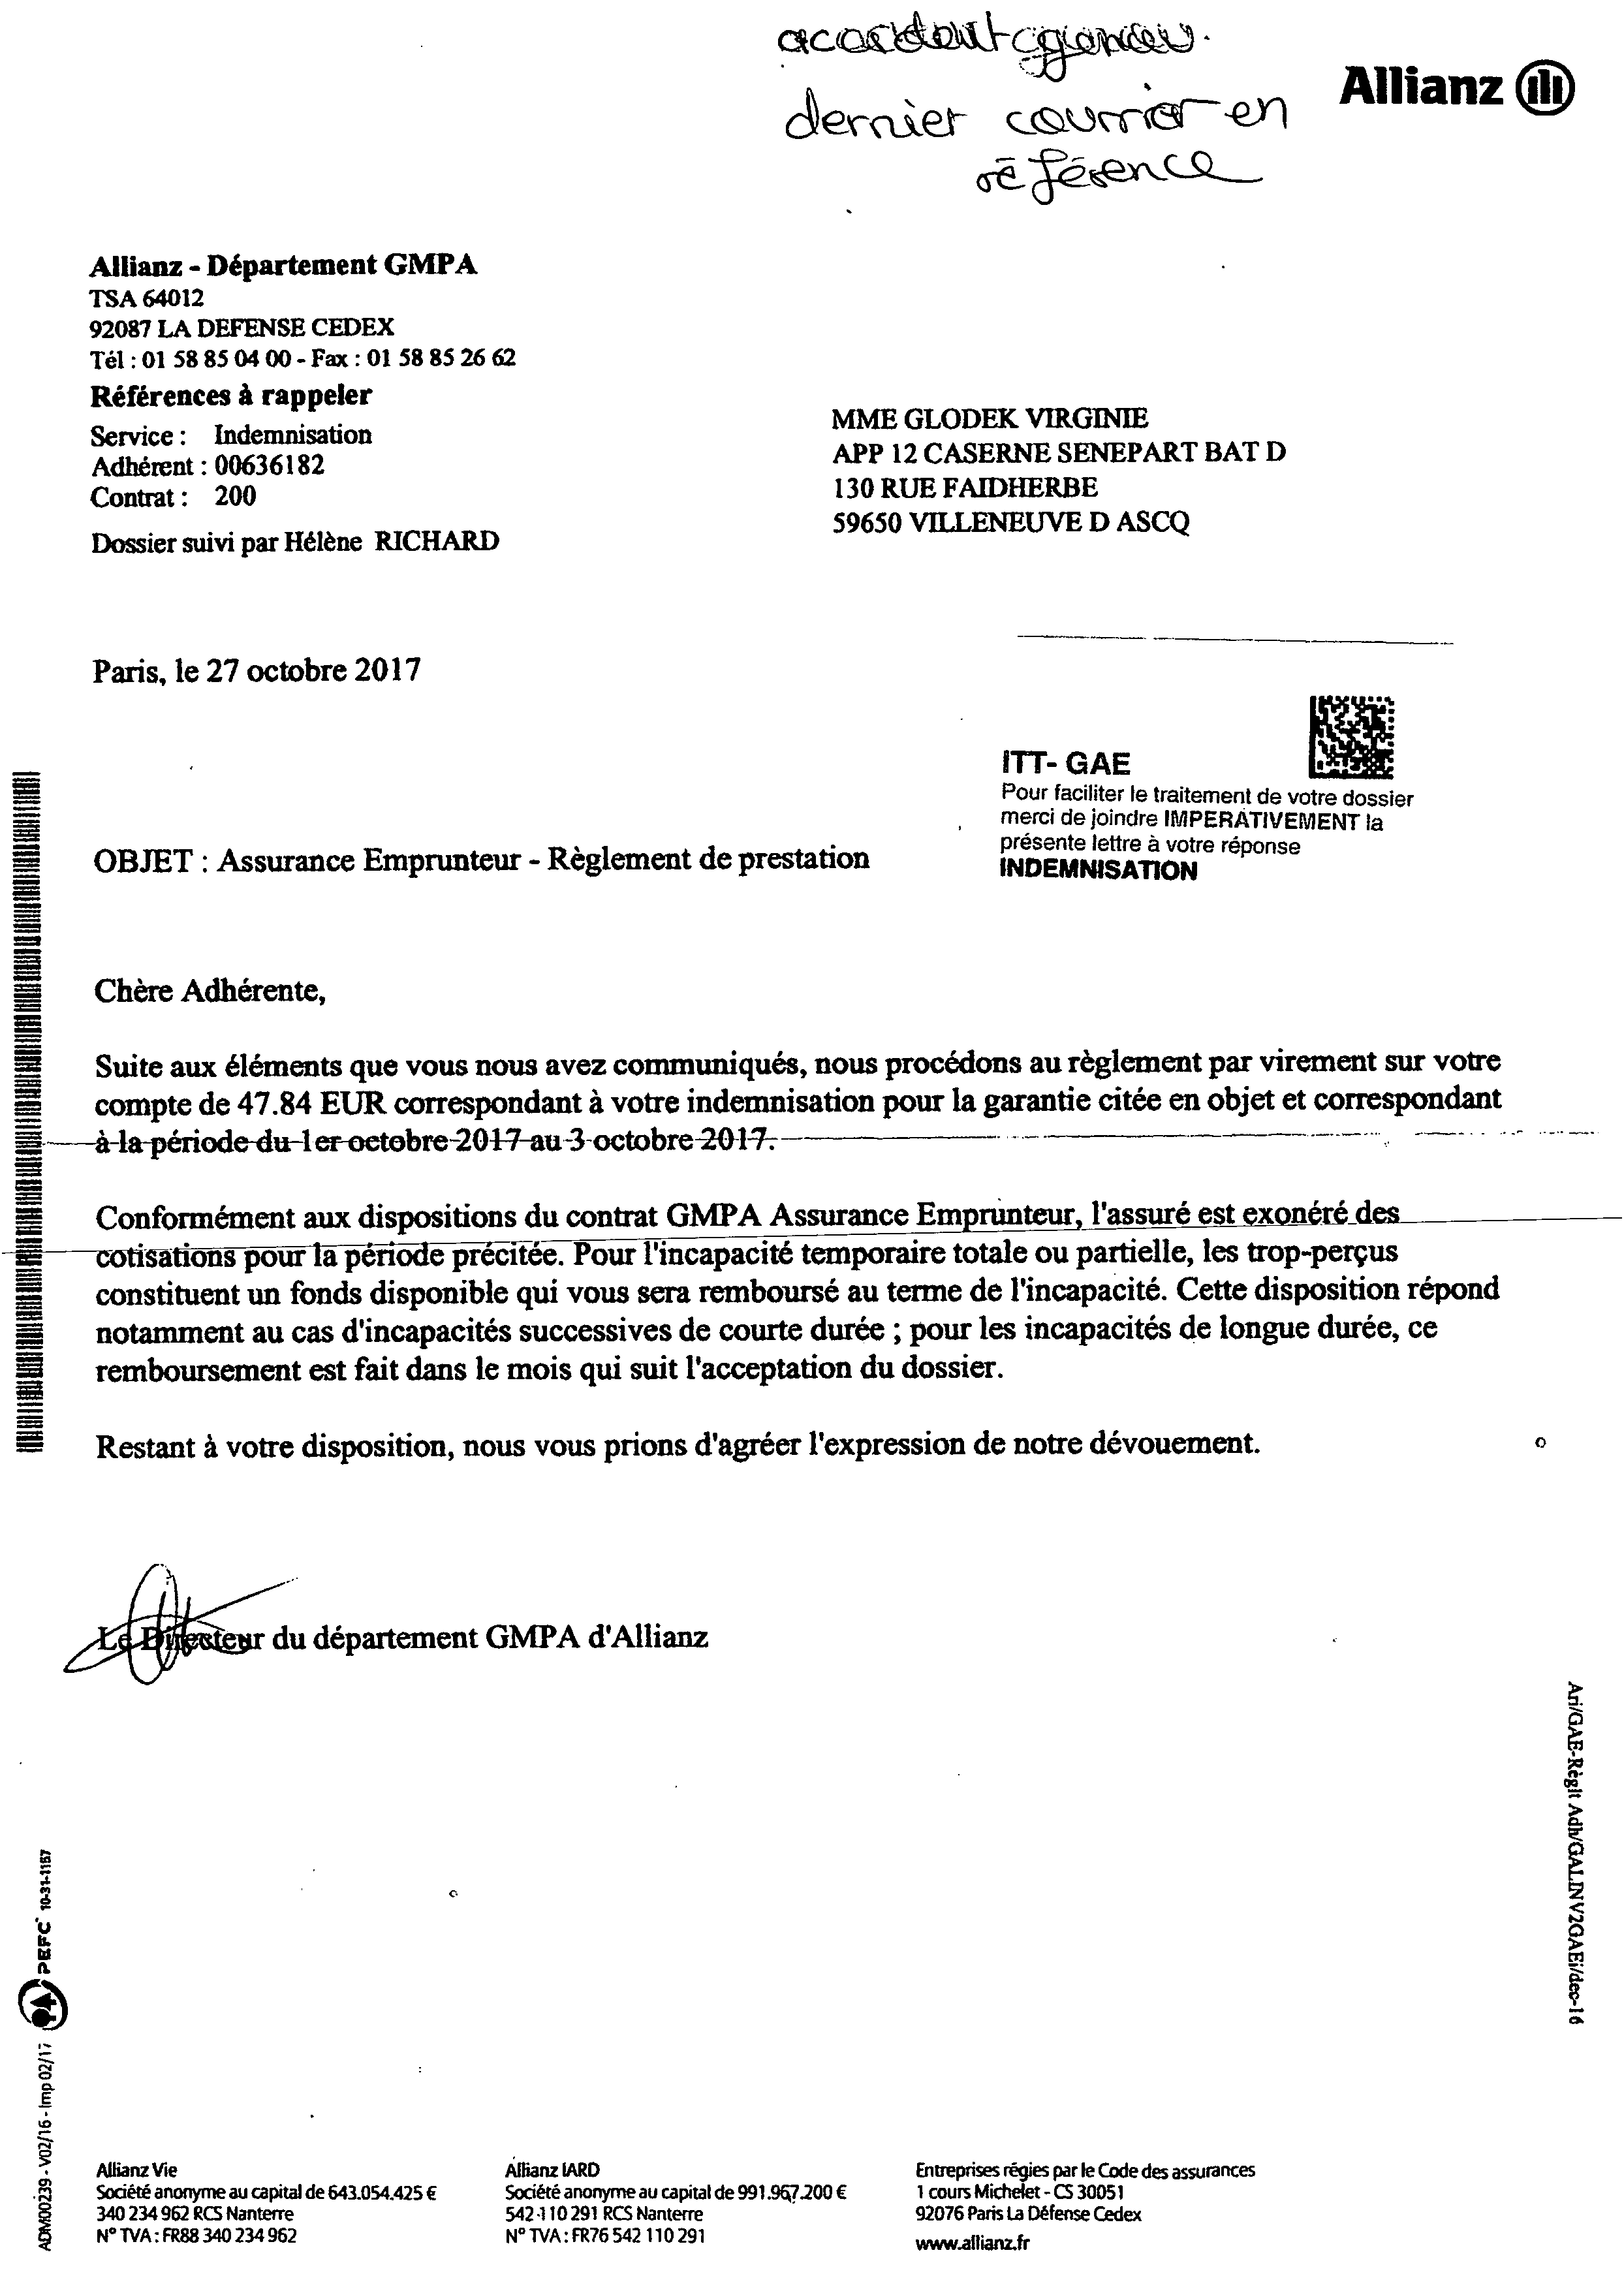 dernier courrier en
référence
Allianz
Allianz - Département GMPA
TSA 64012
92087 LA DEFENSE CEDEX
Tél : 01 58 85 04 00 - Fax : 01 58 85 26 62
Références à rappeler
Service : Indemnisation
Adhérent : 00636182
Contrat : 200
Dossier suivi par Hélène RICHARD
MME GLODEK VIRGINIE
APP 12 CASERNE SENEPART BAT D
130 RUE FAIDHERBE
59650 VILLENEUVE D ASCQ
Paris, le 27 octobre 2017
ITT- GAE
Pour faciliter le traitement de votre dossier
merci de joindre IMPERATIVEMENT la
présente lettre à votre réponse
INDEMNISATION
OBJET : Assurance Emprunteur - Règlement de prestation
Chère Adhérente,
Suite aux éléments que vous nous avez communiqués, nous procédons au règlement par virement sur votre
compte de 47.84 EUR correspondant à votre indemnisation pour la garantie citée en objet et correspondant
à la période du 1er octobre 2017 au 3 octobre 2017.
Conformément aux dispositions du contrat GMPA Assurance Emprunteur, l'assuré est exonéré des
cotisations pour la période précitée. Pour l'incapacité temporaire totale ou partielle, les trop-perçus
constituent un fonds disponible qui vous sera remboursé au terme de l'incapacité. Cette disposition répond
notamment au cas d'incapacités successives de courte durée ; pour les incapacités de longue durée, ce
remboursement est fait dans le mois qui suit l'acceptation du dossier.
Restant à votre disposition, nous vous prions d'agréer l'expression de notre dévouement.
Le Directeur du département GMPA d'Allianz
Ari/GAE-Règlt Adh/GALINV2GAEi/dec-16
ADM00239 - V02/16 - Imp 02/17 PEFC 10-31-1157
Allianz Vie
Société anonyme au capital de 643.054.425 €
340 234 962 RCS Nanterre
N° TVA : FR88 340 234 962
Allianz IARD
Société anonyme au capital de 991.967.200 €
542 110 291 RCS Nanterre
N° TVA : FR76 542 110 291
Entreprises régies par le Code des assurances
1 cours Michelet - CS 30051
92076 Paris La Défense Cedex
www.allianz.fr